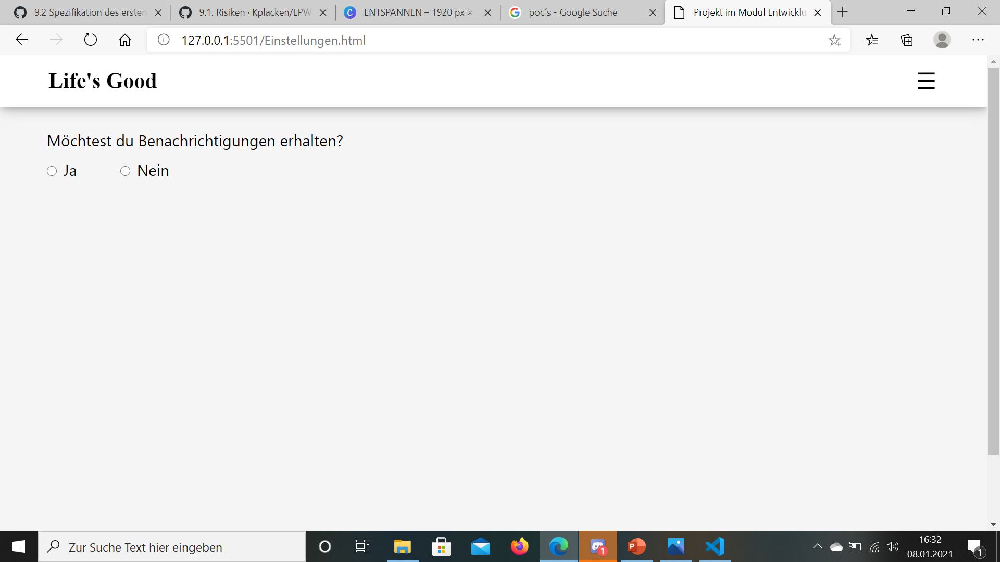 9.2 Spezifikation des ersten
9.1. Risiken · Kplacken/EPW
ENTSPANNEN – 1920 px ×
poc´s - Google Suche
Projekt im Modul Entwicklu
127.0.0.1:5501/Einstellungen.html
Life's Good
Möchtest du Benachrichtigungen erhalten?
Ja Nein
Zur Suche Text hier eingeben
1
16:32
08.01.2021
1